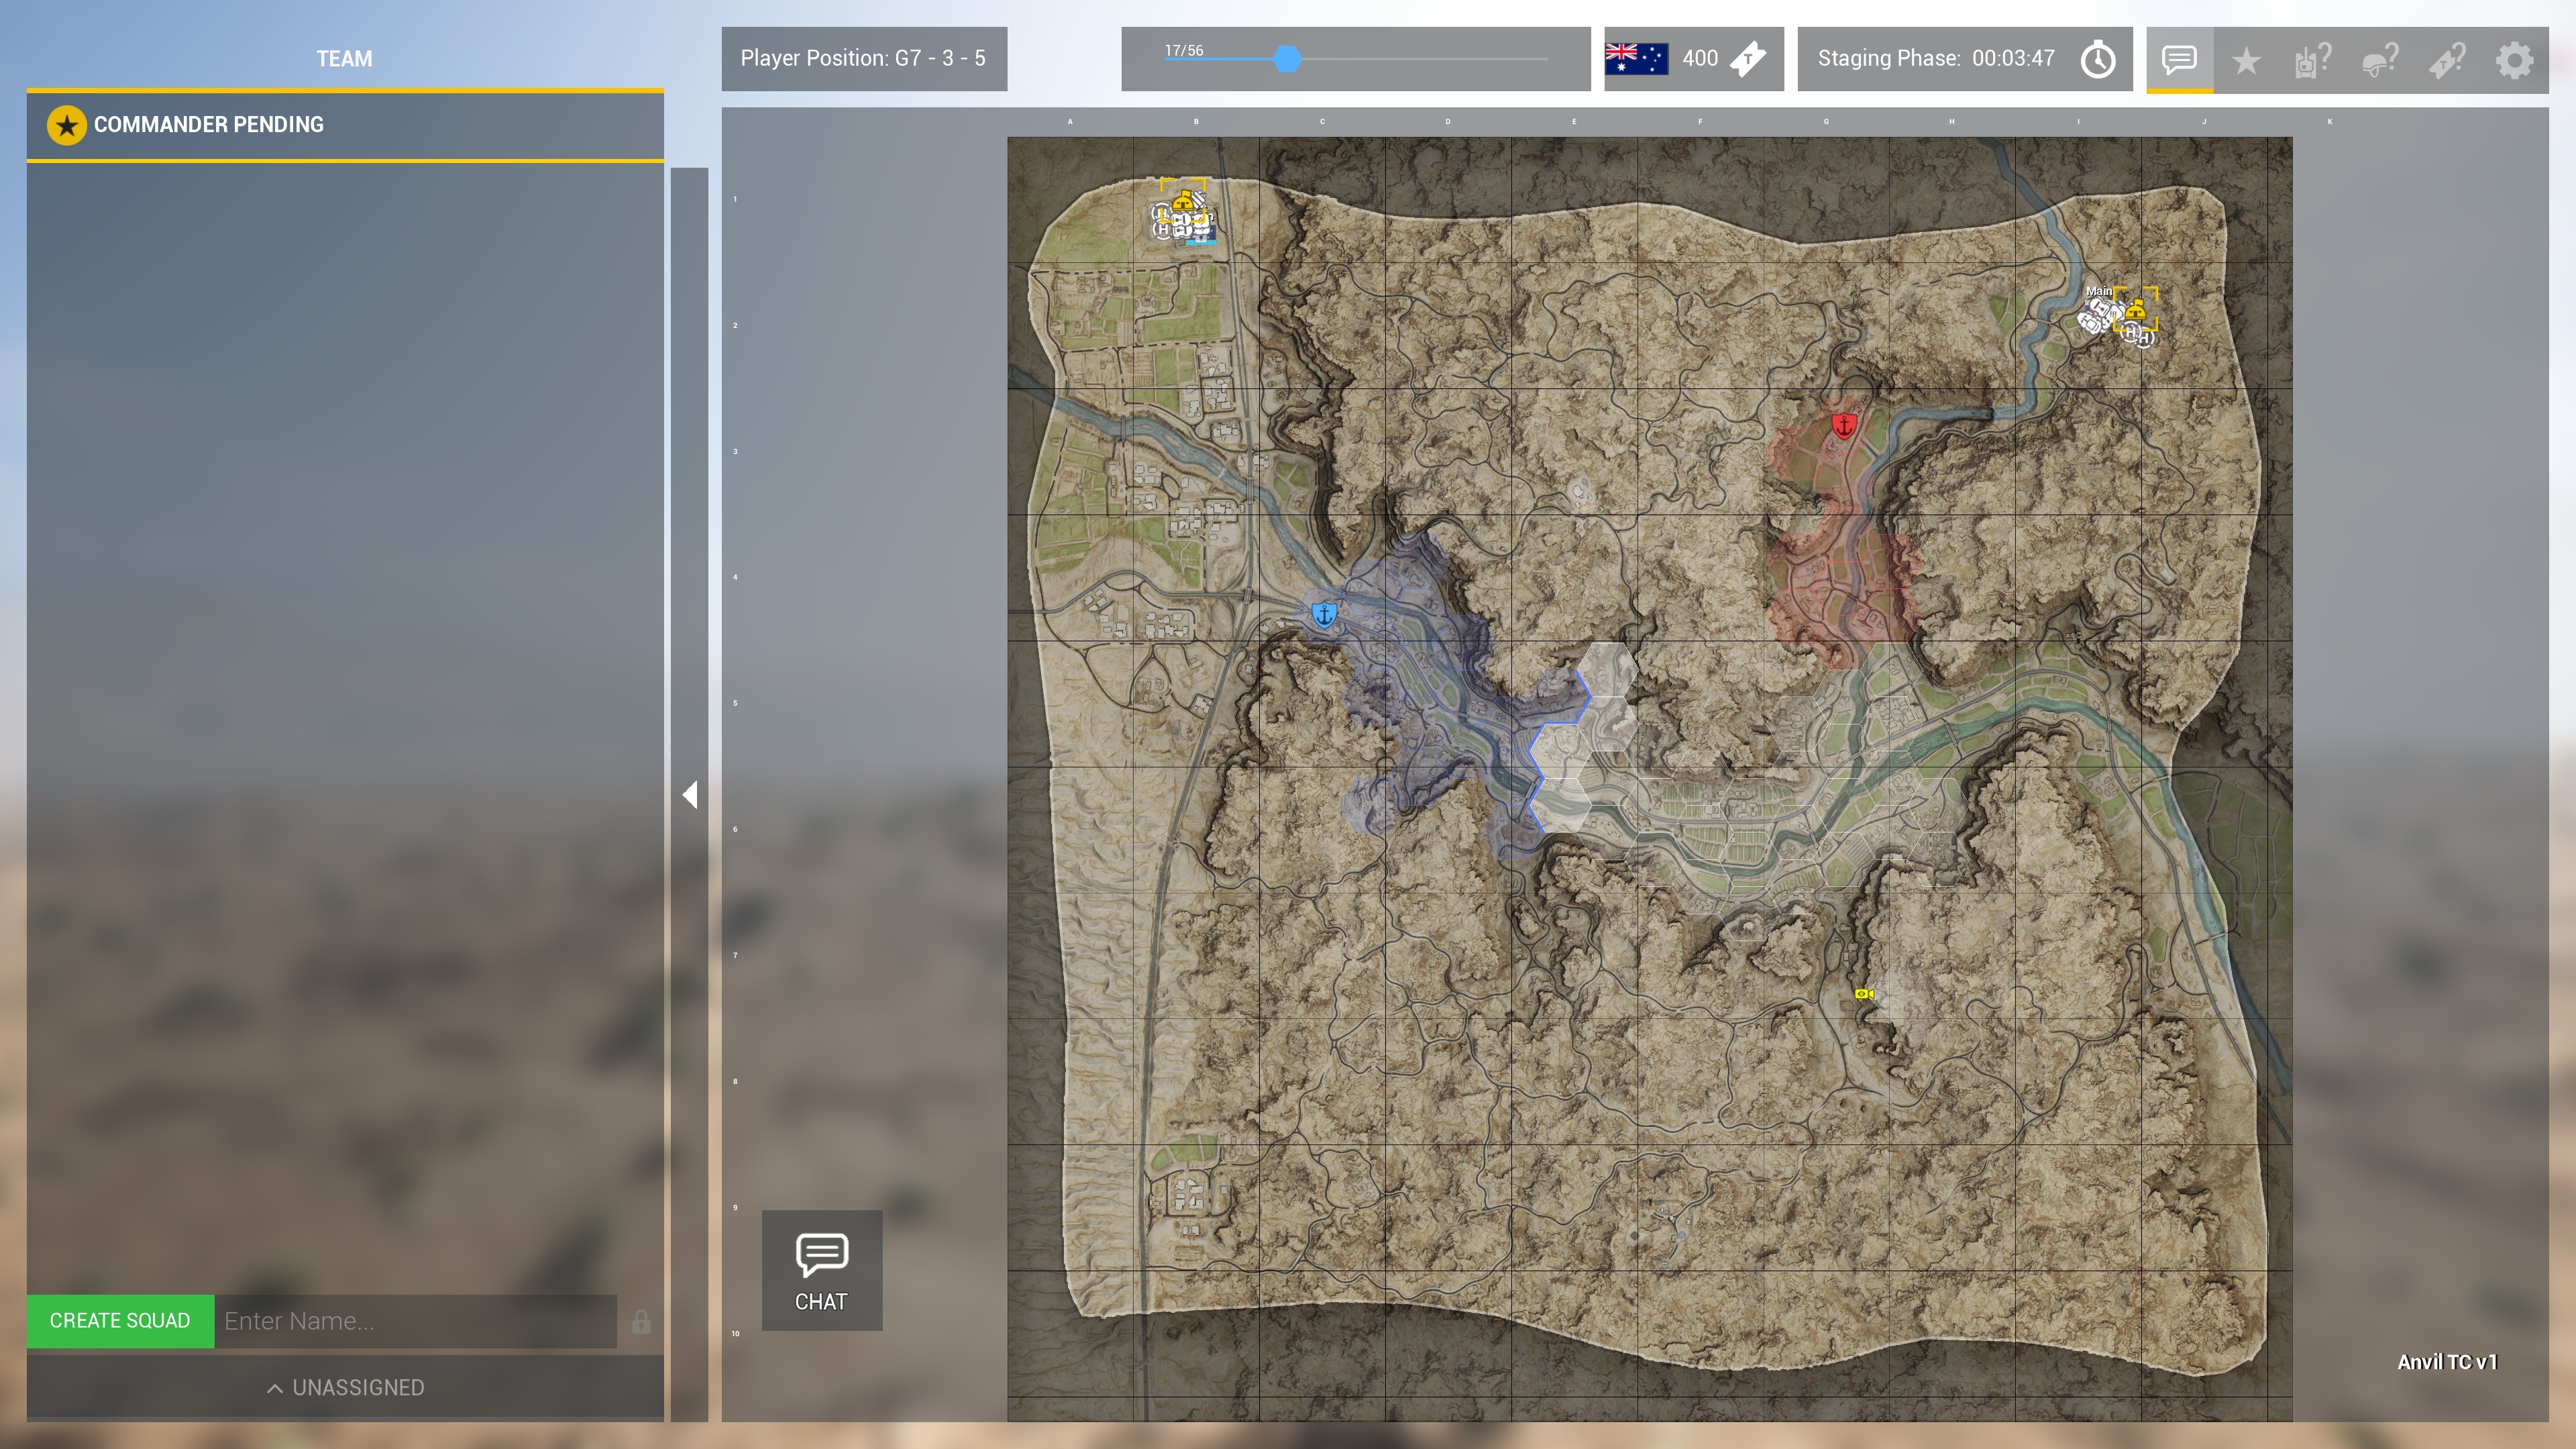 TEAM
Player Position: G7 - 3 - 5
17/56
400
T
Staging Phase: 00:03:47
?
?
T?
COMMANDER PENDING
A B C D E F G H I J K
1
2
Main
H
H H
3
4
5
6
7
8
9
10
CHAT
CREATE SQUAD
Enter Name...
UNASSIGNED
Anvil TC v1